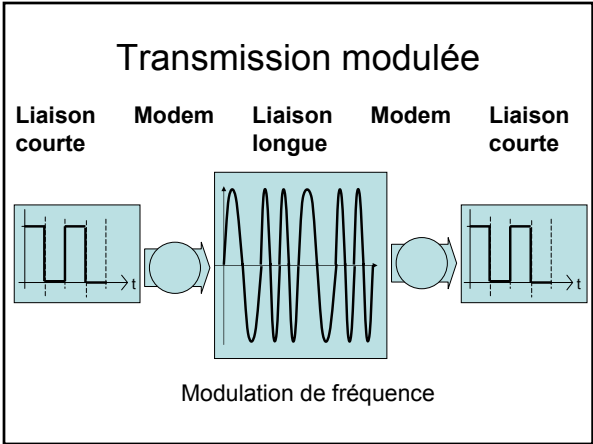 Transmission modulée
Liaison courte
Modem
Liaison longue
Modem
Liaison courte
t
t
Modulation de fréquence